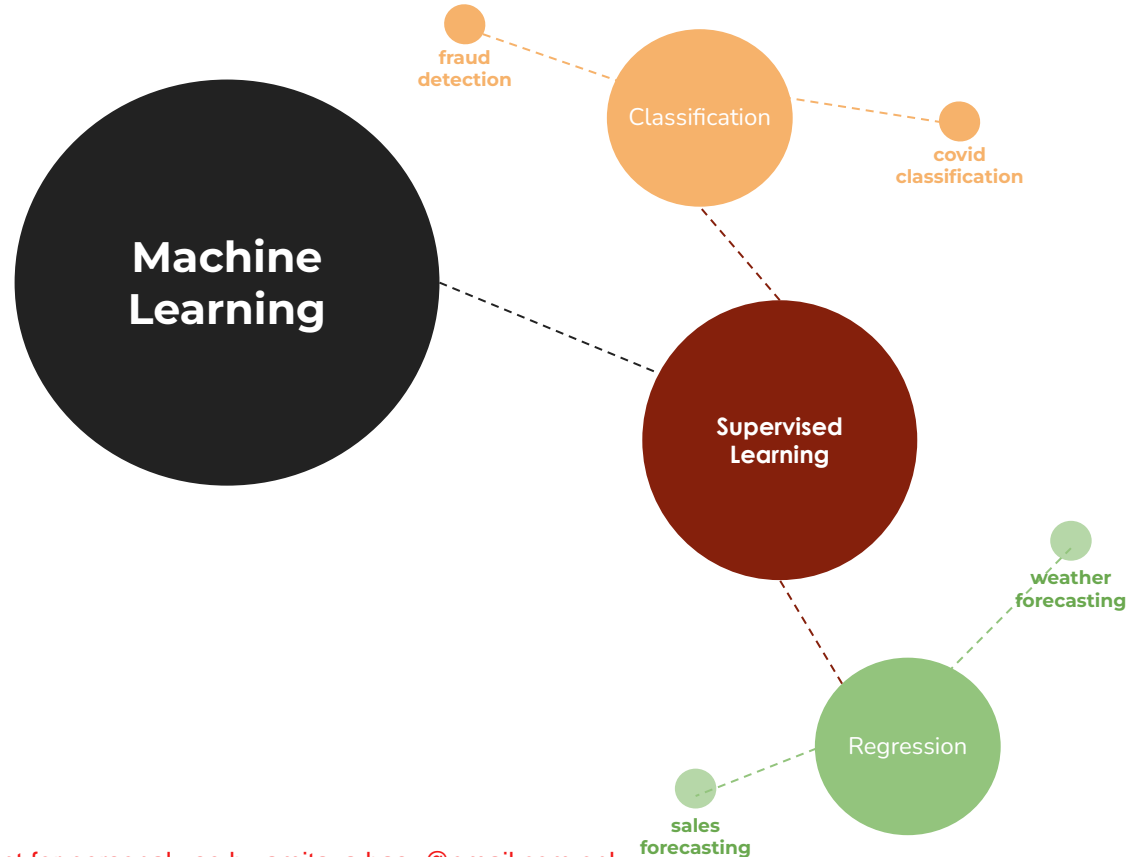 fraud
detection
Classification
covid
classification
Machine
Learning
Supervised
Learning
weather
forecasting
Regression
sales
forecasting